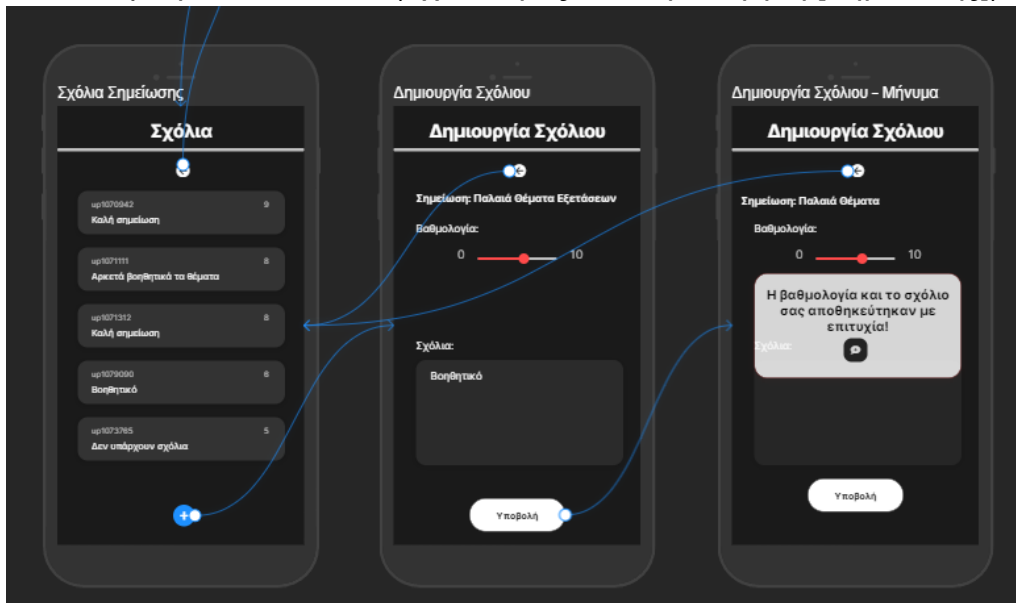 Σχόλια Σημείωσης
Σχόλια
up1070942 9
Καλή σημείωση
up1071111 8
Αρκετά βοηθητικά τα θέματα
up1071312 8
Καλή σημείωση
up1079090 6
Βοηθητικό
up1073765 5
Δεν υπάρχουν σχόλια
+
Δημιουργία Σχόλιου
Δημιουργία Σχόλιου
Σημείωση: Παλαιά Θέματα Εξετάσεων
Βαθμολογία:
0 10
Σχόλια:
Βοηθητικό
Υποβολή
Δημιουργία Σχόλιου - Μήνυμα
Δημιουργία Σχόλιου
Σημείωση: Παλαιά Θέματα
Βαθμολογία:
0 10
Η βαθμολογία και το σχόλιο
σας αποθηκεύτηκαν με
επιτυχία!
Σχόλια:
Υποβολή